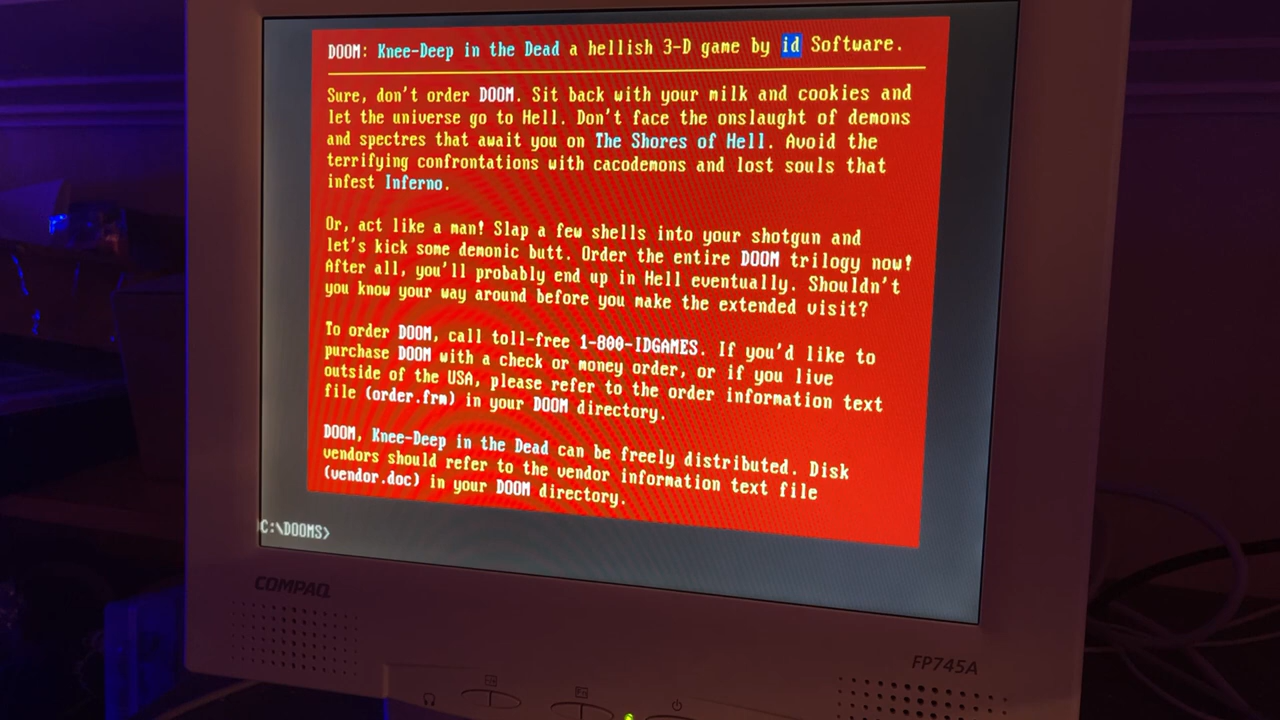 DOOM: Knee-Deep in the Dead a hellish 3-D game by id Software.
Sure, don't order DOOM. Sit back with your milk and cookies and
let the universe go to Hell. Don't face the onslaught of demons
and spectres that await you on The Shores of Hell. Avoid the
terrifying confrontations with cacodemons and lost souls that
infest Inferno.
Or, act like a man! Slap a few shells into your shotgun and
let's kick some demonic butt. Order the entire DOOM trilogy now!
After all, you'll probably end up in Hell eventually. Shouldn't
you know your way around before you make the extended visit?
To order DOOM, call toll-free 1-800-IDGAMES. If you'd like to
purchase DOOM with a check or money order, or if you live
outside of the USA, please refer to the order information text
file (order.frm) in your DOOM directory.
DOOM, Knee-Deep in the Dead can be freely distributed. Disk
vendors should refer to the vendor information text file
(vendor.doc) in your DOOM directory.
C:\DOOMS>
COMPAQ
FP745A